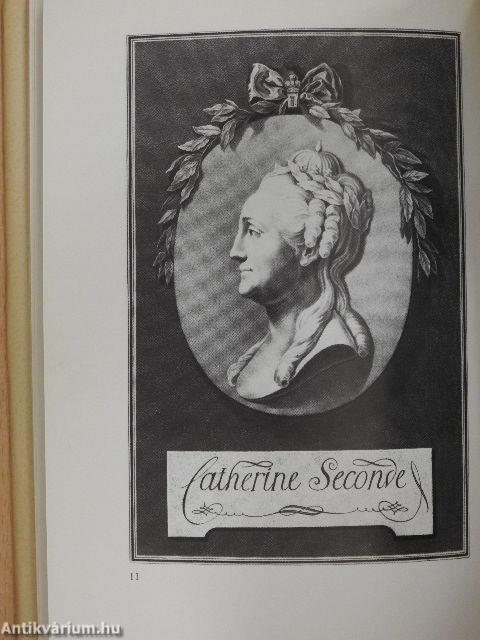 Catherine Seconde
11
Antikvárium.hu